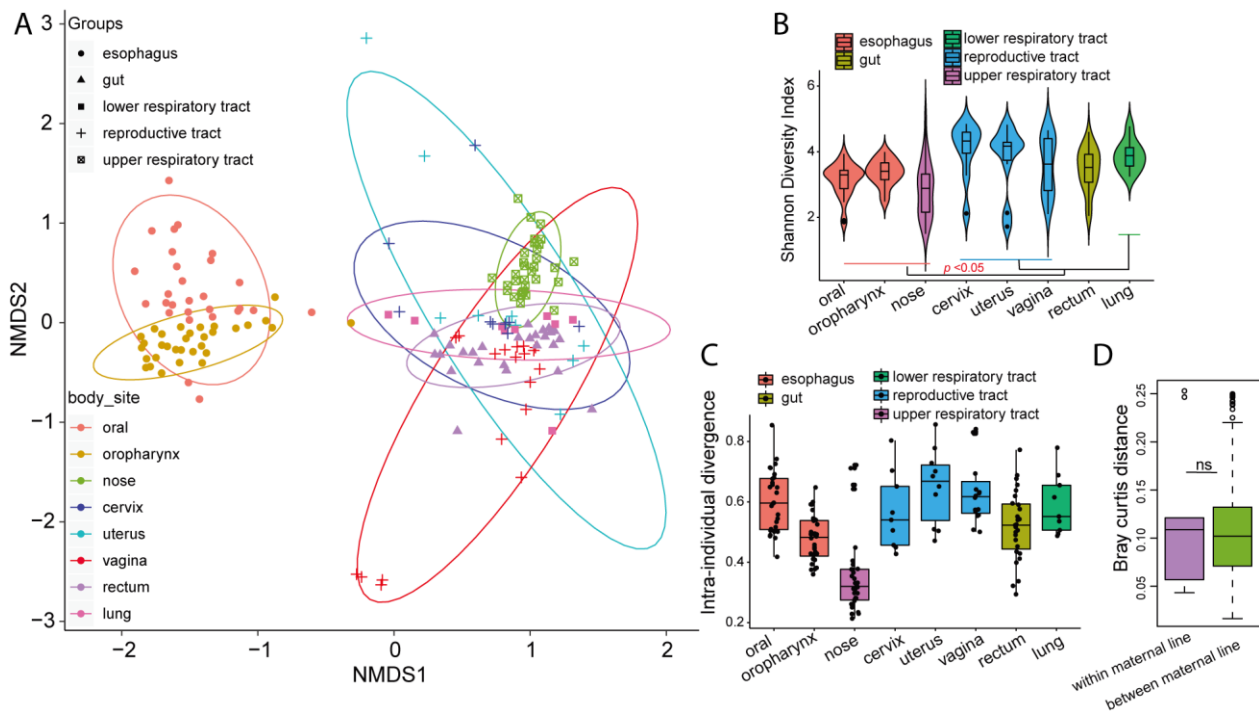 A
Groups
esophagus
gut
lower respiratory tract
reproductive tract
upper respiratory tract
body_site
oral
oropharynx
nose
cervix
uterus
vagina
rectum
lung
NMDS2
3
2
1
0
−1
−2
−3
−2
−1
0
1
2
NMDS1
B
esophagus
gut
lower respiratory tract
reproductive tract
upper respiratory tract
Shannon Diversity Index
6
4
2
p <0.05
oral
oropharynx
nose
cervix
uterus
vagina
rectum
lung
C
esophagus
gut
lower respiratory tract
reproductive tract
upper respiratory tract
Intra-individual divergence
0.8
0.6
0.4
0.2
oral
oropharynx
nose
cervix
uterus
vagina
rectum
lung
D
Bray curtis distance
0.25
0.20
0.15
0.10
0.05
ns
within maternal line
between maternal line